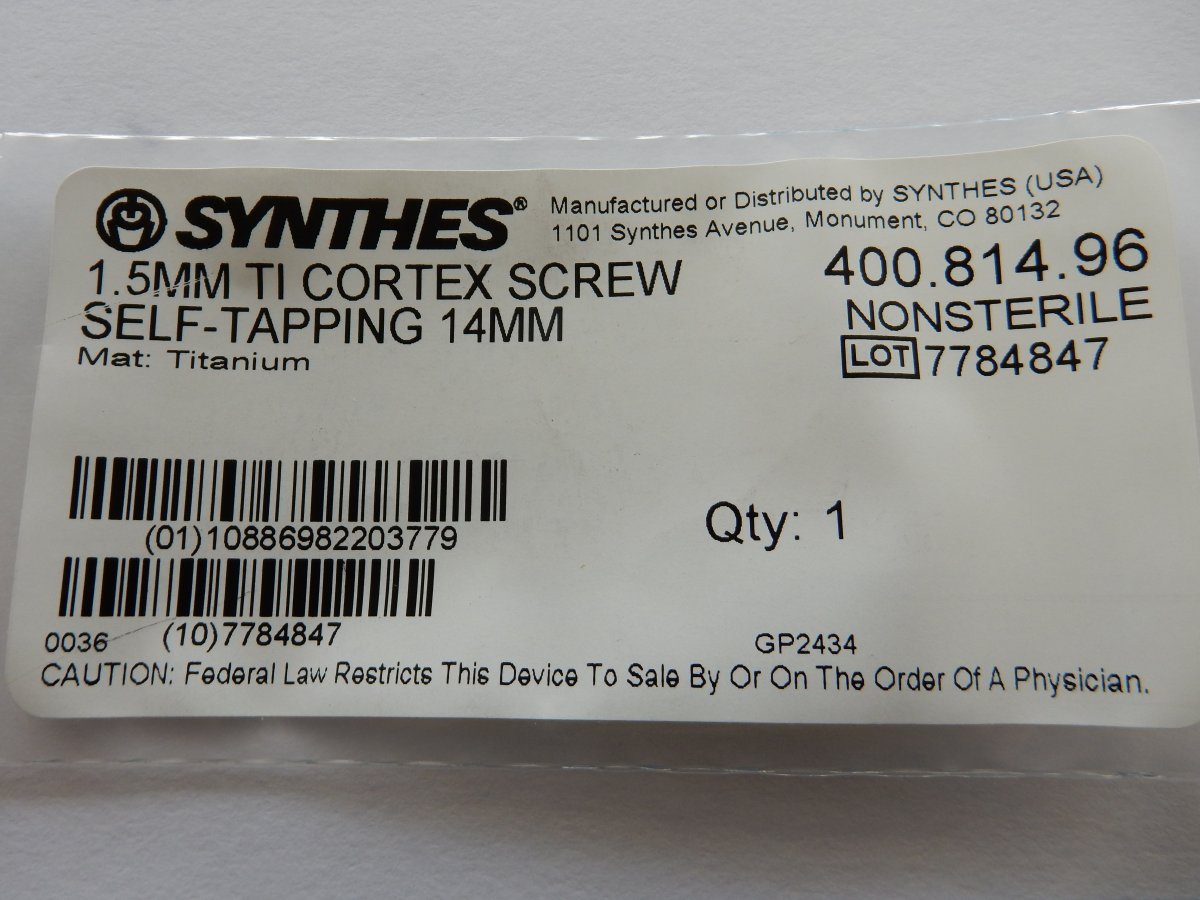 SYNTHES® Manufactured or Distributed by SYNTHES (USA)
1101 Synthes Avenue, Monument, CO 80132
1.5MM TI CORTEX SCREW 400.814.96
SELF-TAPPING 14MM NONSTERILE
Mat: Titanium LOT 7784847
(01)10886982203779 Qty: 1
0036 (10)7784847 GP2434
CAUTION: Federal Law Restricts This Device To Sale By Or On The Order Of A Physician.